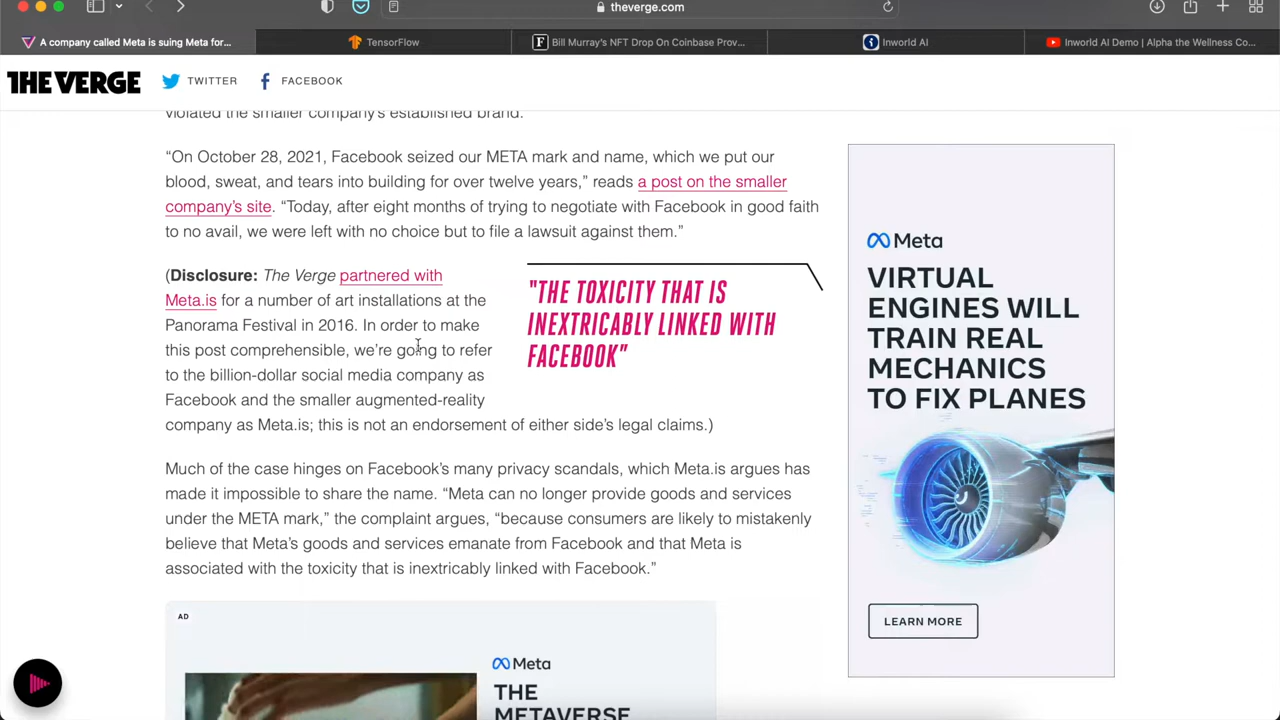 theverge.com
A company called Meta is suing Meta for...
TensorFlow
Bill Murray's NFT Drop On Coinbase Prov...
Inworld AI
Inworld AI Demo | Alpha the Wellness Co...
THE VERGE
TWITTER
FACEBOOK
violated the smaller company's established brand.
“On October 28, 2021, Facebook seized our META mark and name, which we put our
blood, sweat, and tears into building for over twelve years,” reads a post on the smaller
company’s site. “Today, after eight months of trying to negotiate with Facebook in good faith
to no avail, we were left with no choice but to file a lawsuit against them.”
(Disclosure: The Verge partnered with
Meta.is for a number of art installations at the
Panorama Festival in 2016. In order to make
this post comprehensible, we’re going to refer
to the billion-dollar social media company as
Facebook and the smaller augmented-reality
company as Meta.is; this is not an endorsement of either side’s legal claims.)
"THE TOXICITY THAT IS
INEXTRICABLY LINKED WITH
FACEBOOK"
Much of the case hinges on Facebook’s many privacy scandals, which Meta.is argues has
made it impossible to share the name. “Meta can no longer provide goods and services
under the META mark,” the complaint argues, “because consumers are likely to mistakenly
believe that Meta’s goods and services emanate from Facebook and that Meta is
associated with the toxicity that is inextricably linked with Facebook.”
AD
Meta
THE
METAVERSE
Meta
VIRTUAL
ENGINES WILL
TRAIN REAL
MECHANICS
TO FIX PLANES
LEARN MORE